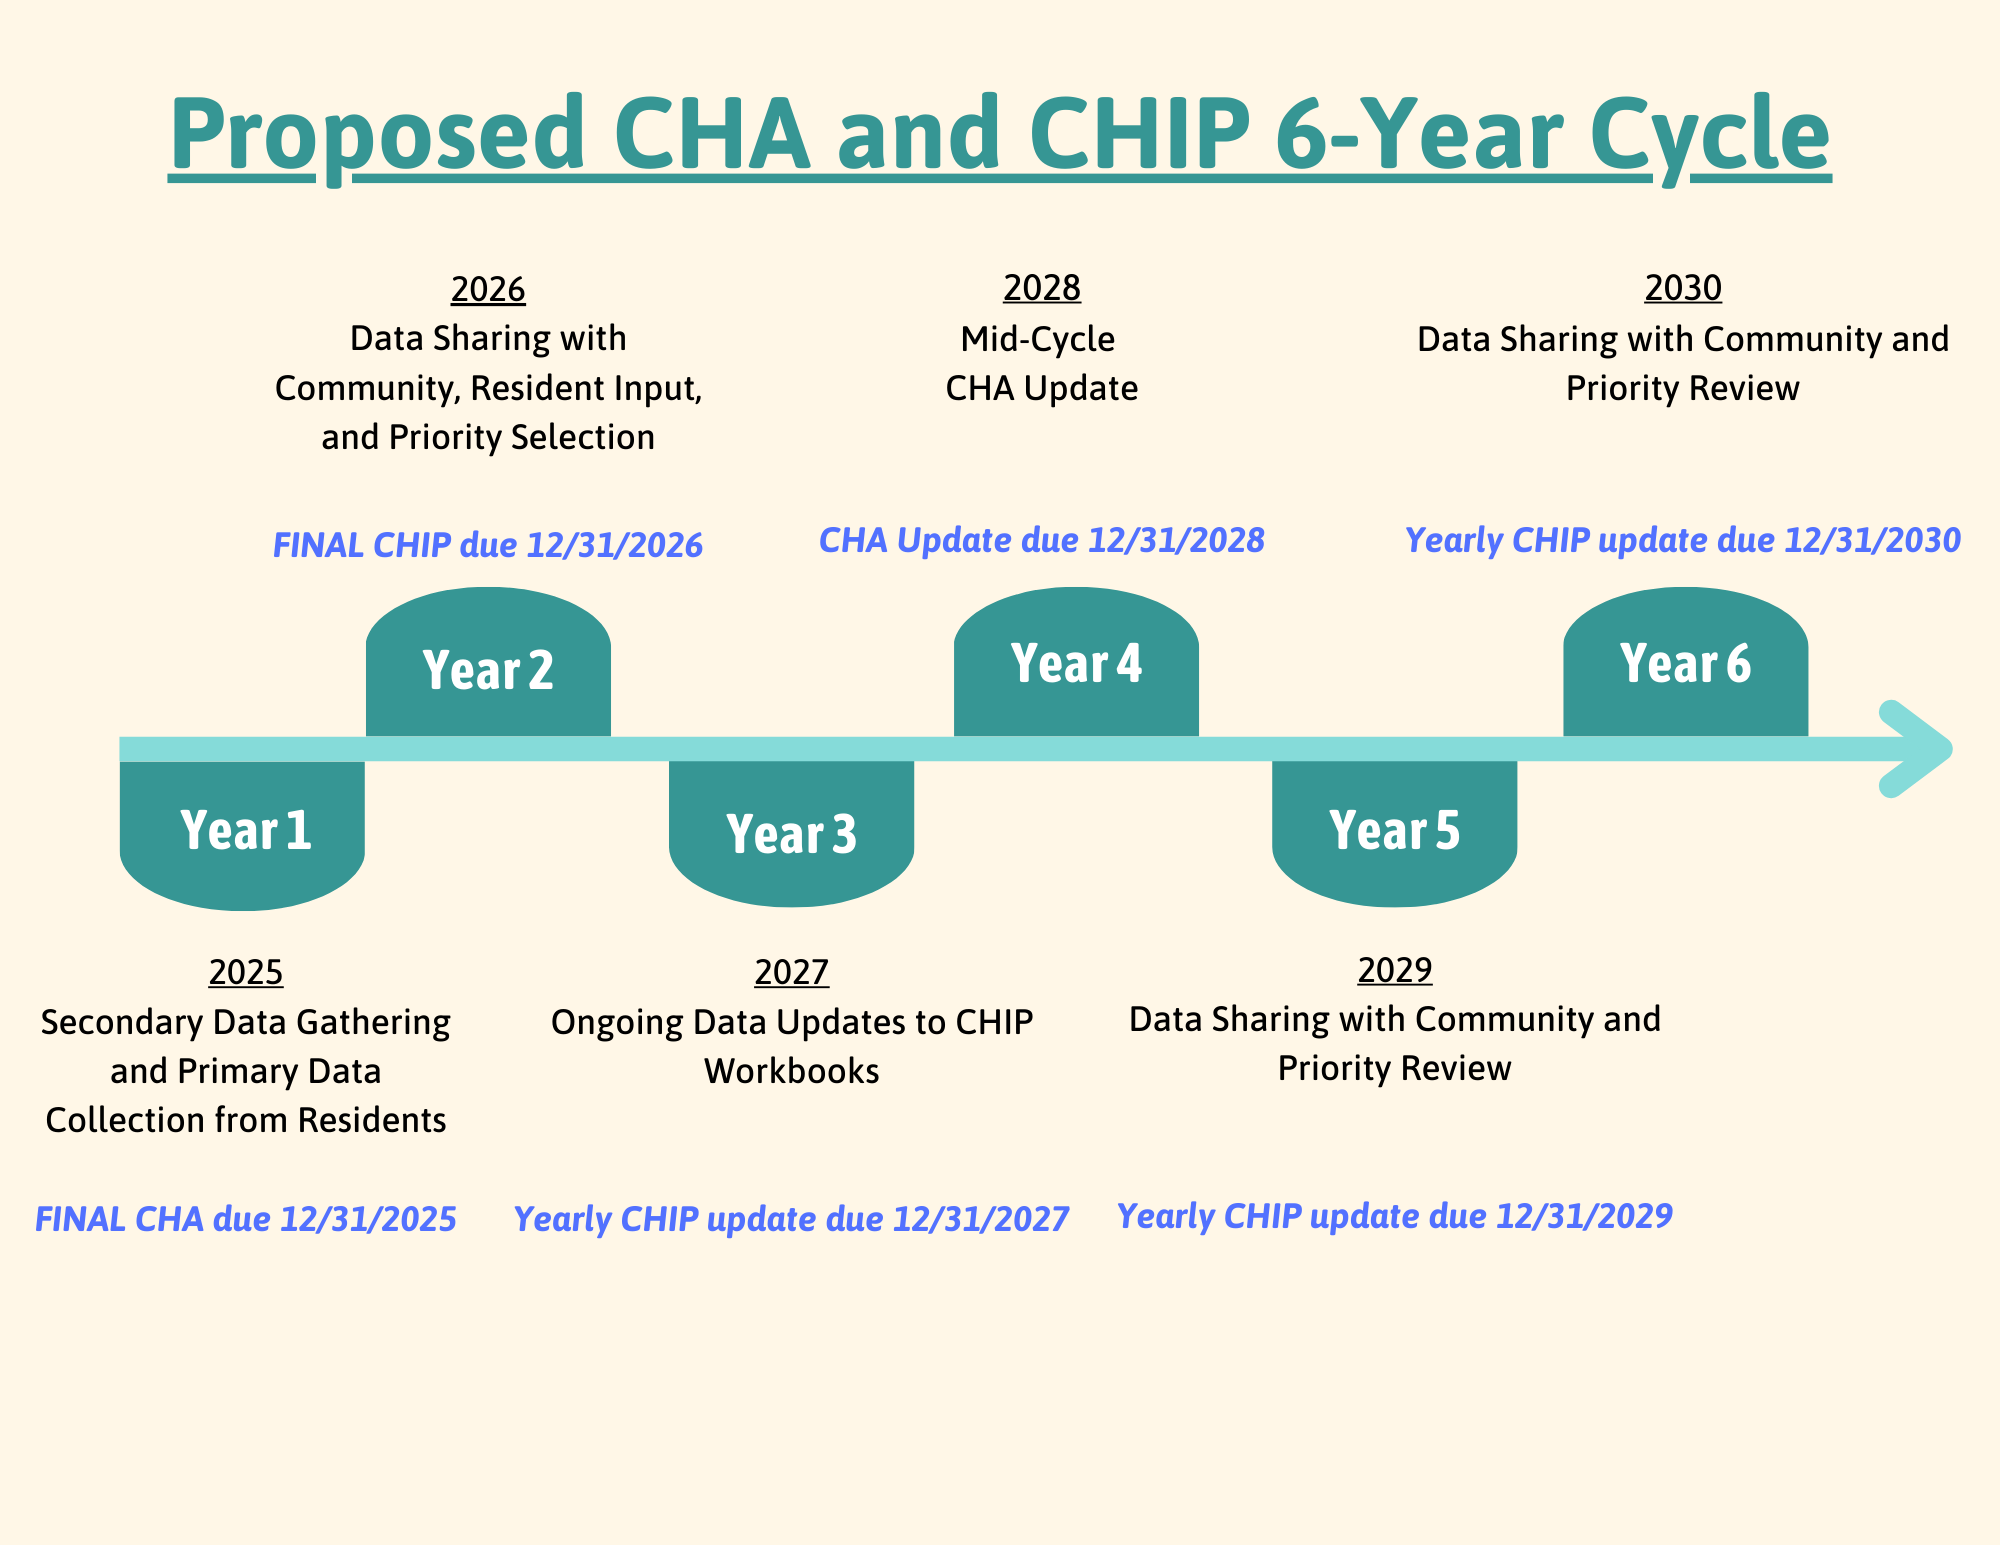 Proposed CHA and CHIP 6-Year Cycle
2026
Data Sharing with
Community, Resident Input,
and Priority Selection
FINAL CHIP due 12/31/2026
2028
Mid-Cycle
CHA Update
CHA Update due 12/31/2028
2030
Data Sharing with Community and
Priority Review
Yearly CHIP update due 12/31/2030
Year 2
Year 4
Year 6
Year 1
Year 3
Year 5
2025
Secondary Data Gathering
and Primary Data
Collection from Residents
FINAL CHA due 12/31/2025
2027
Ongoing Data Updates to CHIP
Workbooks
Yearly CHIP update due 12/31/2027
2029
Data Sharing with Community and
Priority Review
Yearly CHIP update due 12/31/2029